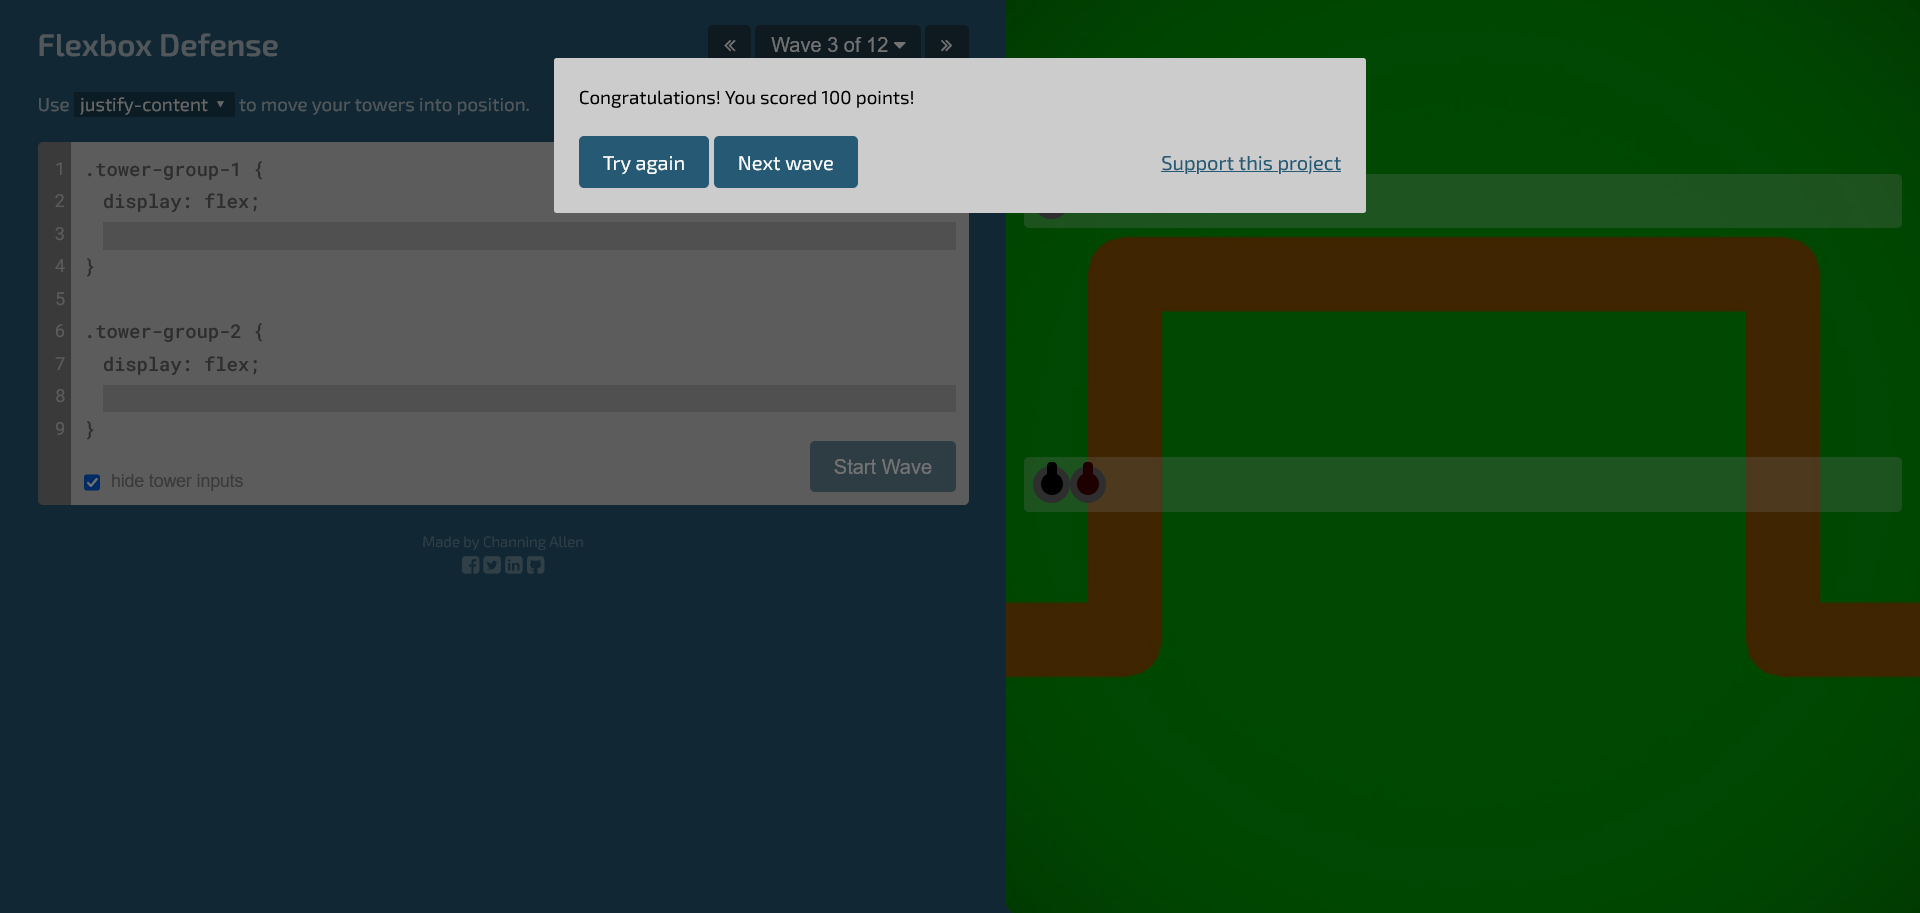 Flexbox Defense
« Wave 3 of 12 »
Use justify-content to move your towers into position.
Congratulations! You scored 100 points!
Try again Next wave Support this project
1 .tower-group-1 {
2 display: flex;
3
4 }
5
6 .tower-group-2 {
7 display: flex;
8
9 }
hide tower inputs
Start Wave
Made by Channing Allen